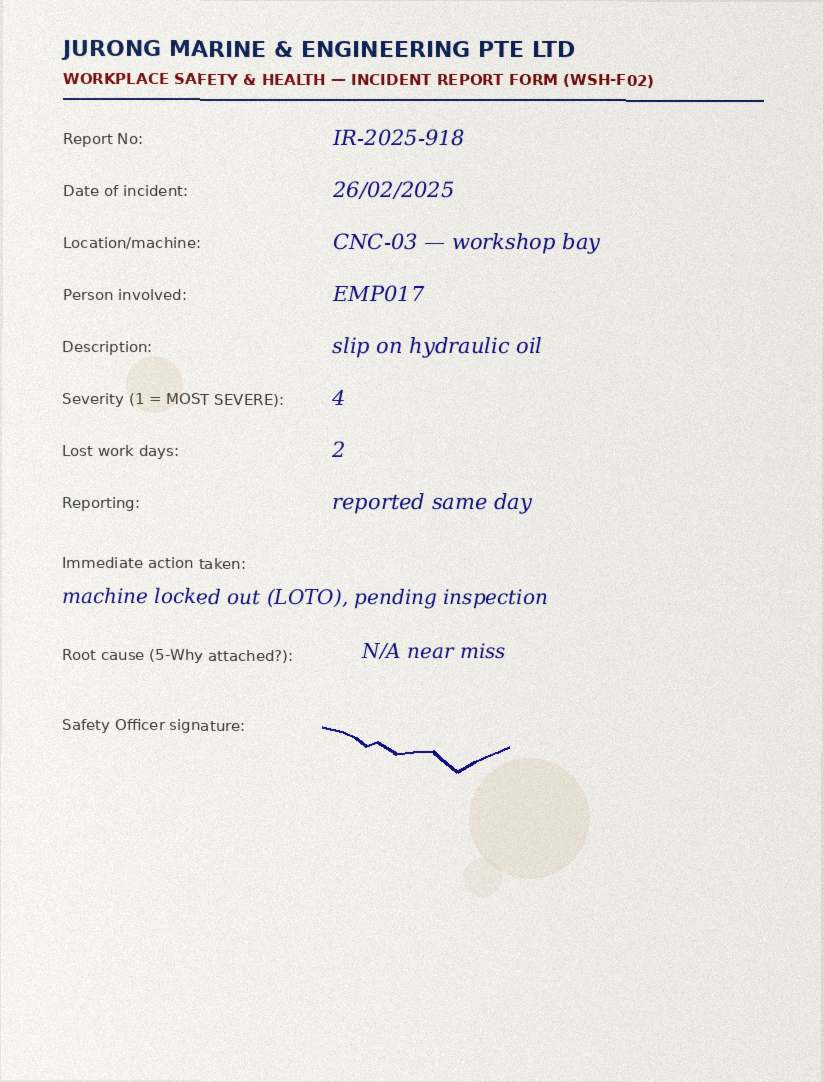 JURONG MARINE & ENGINEERING PTE LTD
WORKPLACE SAFETY & HEALTH — INCIDENT REPORT FORM (WSH-F02)
Report No: IR-2025-918
Date of incident: 26/02/2025
Location/machine: CNC-03 — workshop bay
Person involved: EMP017
Description: slip on hydraulic oil
Severity (1 = MOST SEVERE): 4
Lost work days: 2
Reporting: reported same day
Immediate action taken:
machine locked out (LOTO), pending inspection
Root cause (5-Why attached?): N/A near miss
Safety Officer signature: